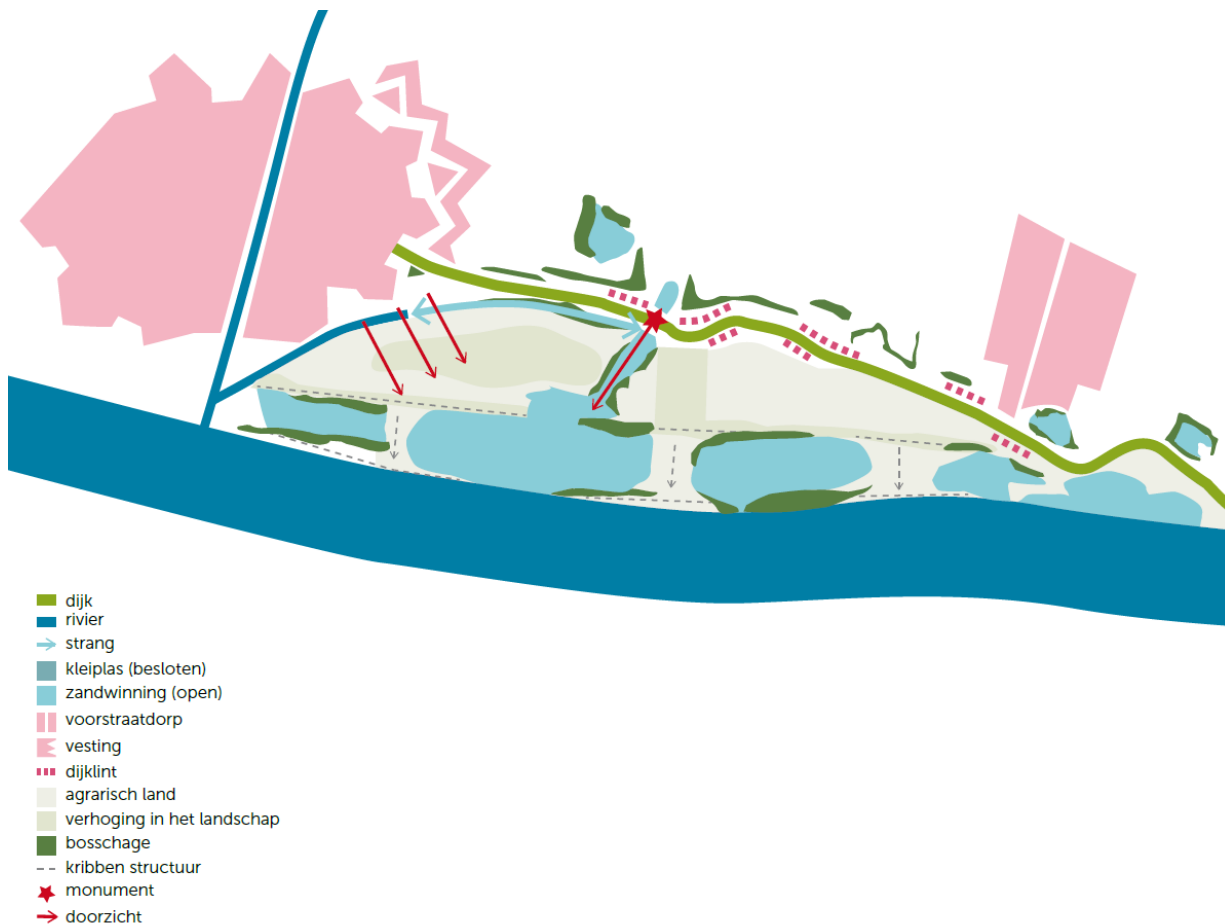 dijk
rivier
strang
kleiplas (besloten)
zandwinning (open)
voorstraatdorp
vesting
dijklint
agrarisch land
verhoging in het landschap
bosschage
kribben structuur
monument
doorzicht